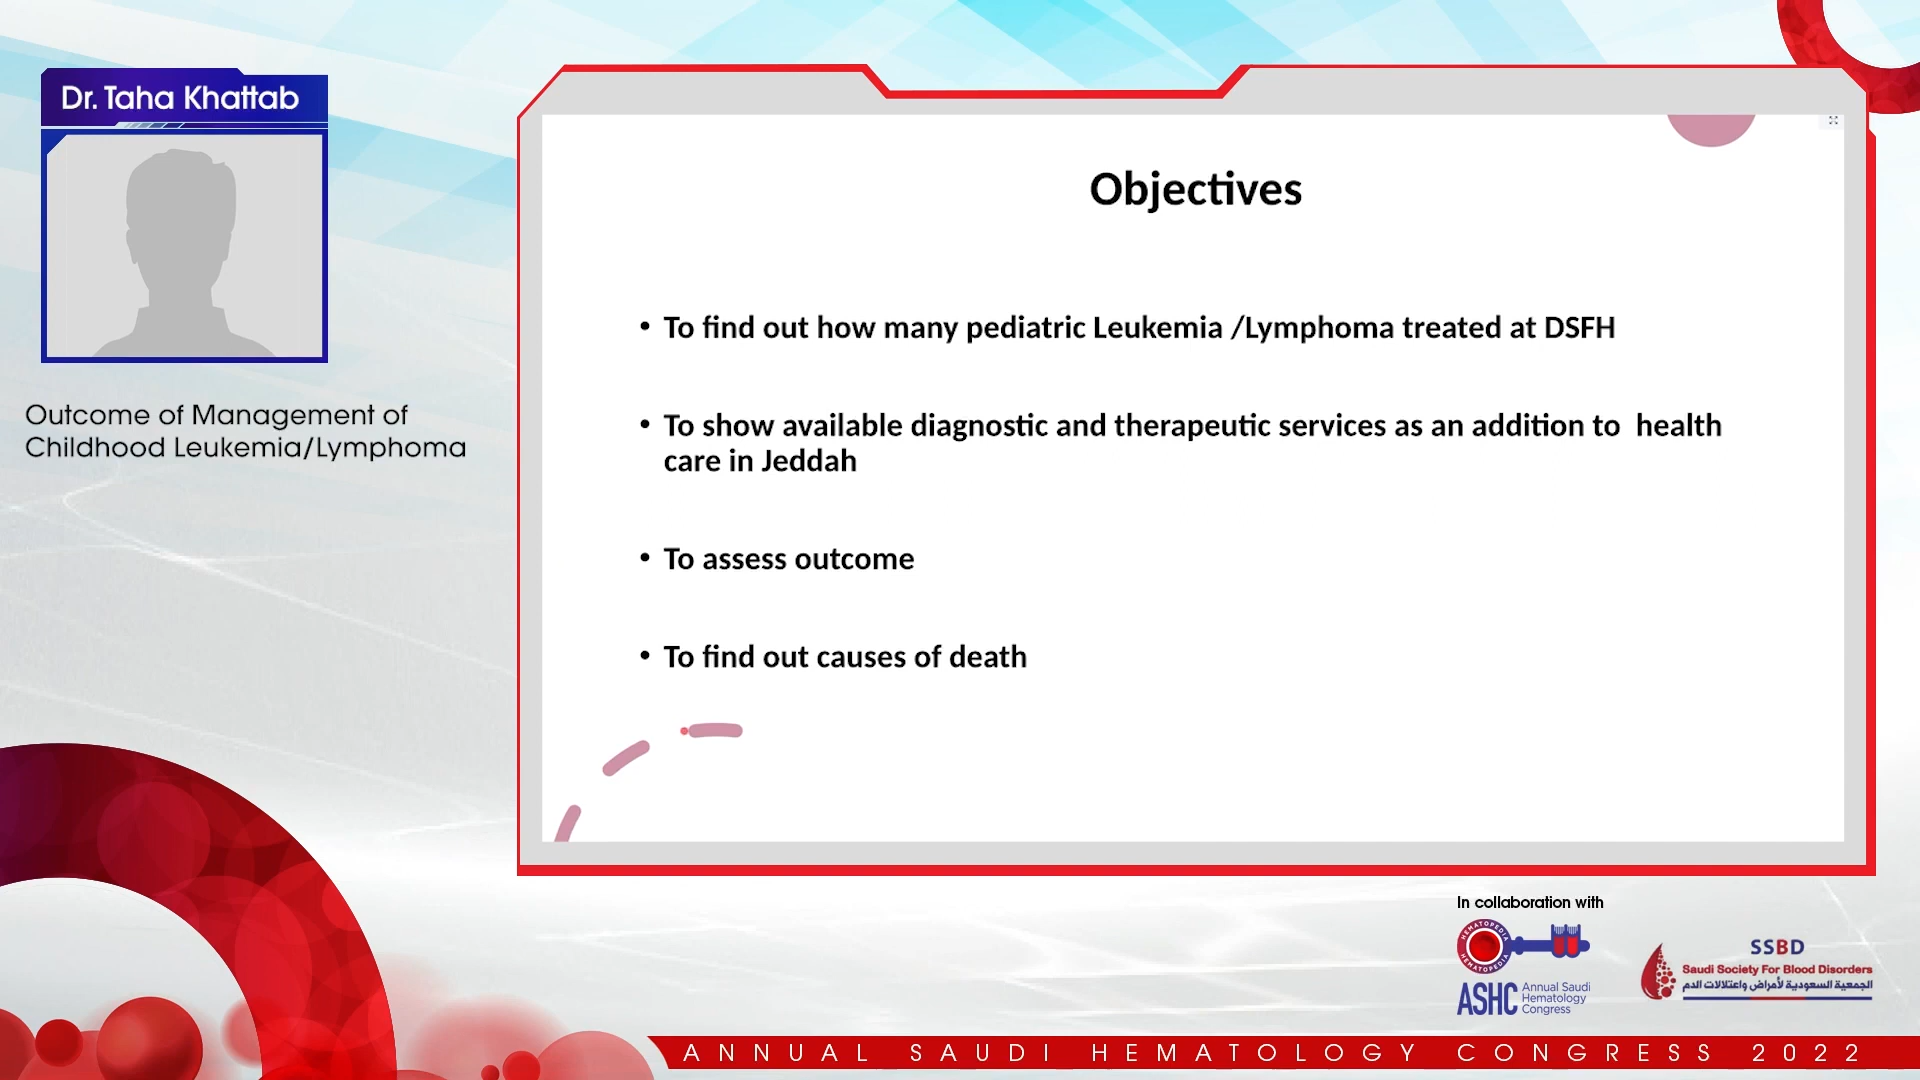 Dr. Taha Khattab
Outcome of Management of
Childhood Leukemia/Lymphoma
Objectives
• To find out how many pediatric Leukemia /Lymphoma treated at DSFH
• To show available diagnostic and therapeutic services as an addition to  health
care in Jeddah
• To assess outcome
• To find out causes of death
In collaboration with
HEMATOPEDIA
HEMATOPEDIA
ASHC Annual Saudi
Hematology
Congress
SSBD
Saudi Society For Blood Disorders
الجمعية السعودية لأمراض واعتلالات الدم
ANNUAL SAUDI HEMATOLOGY CONGRESS 2022